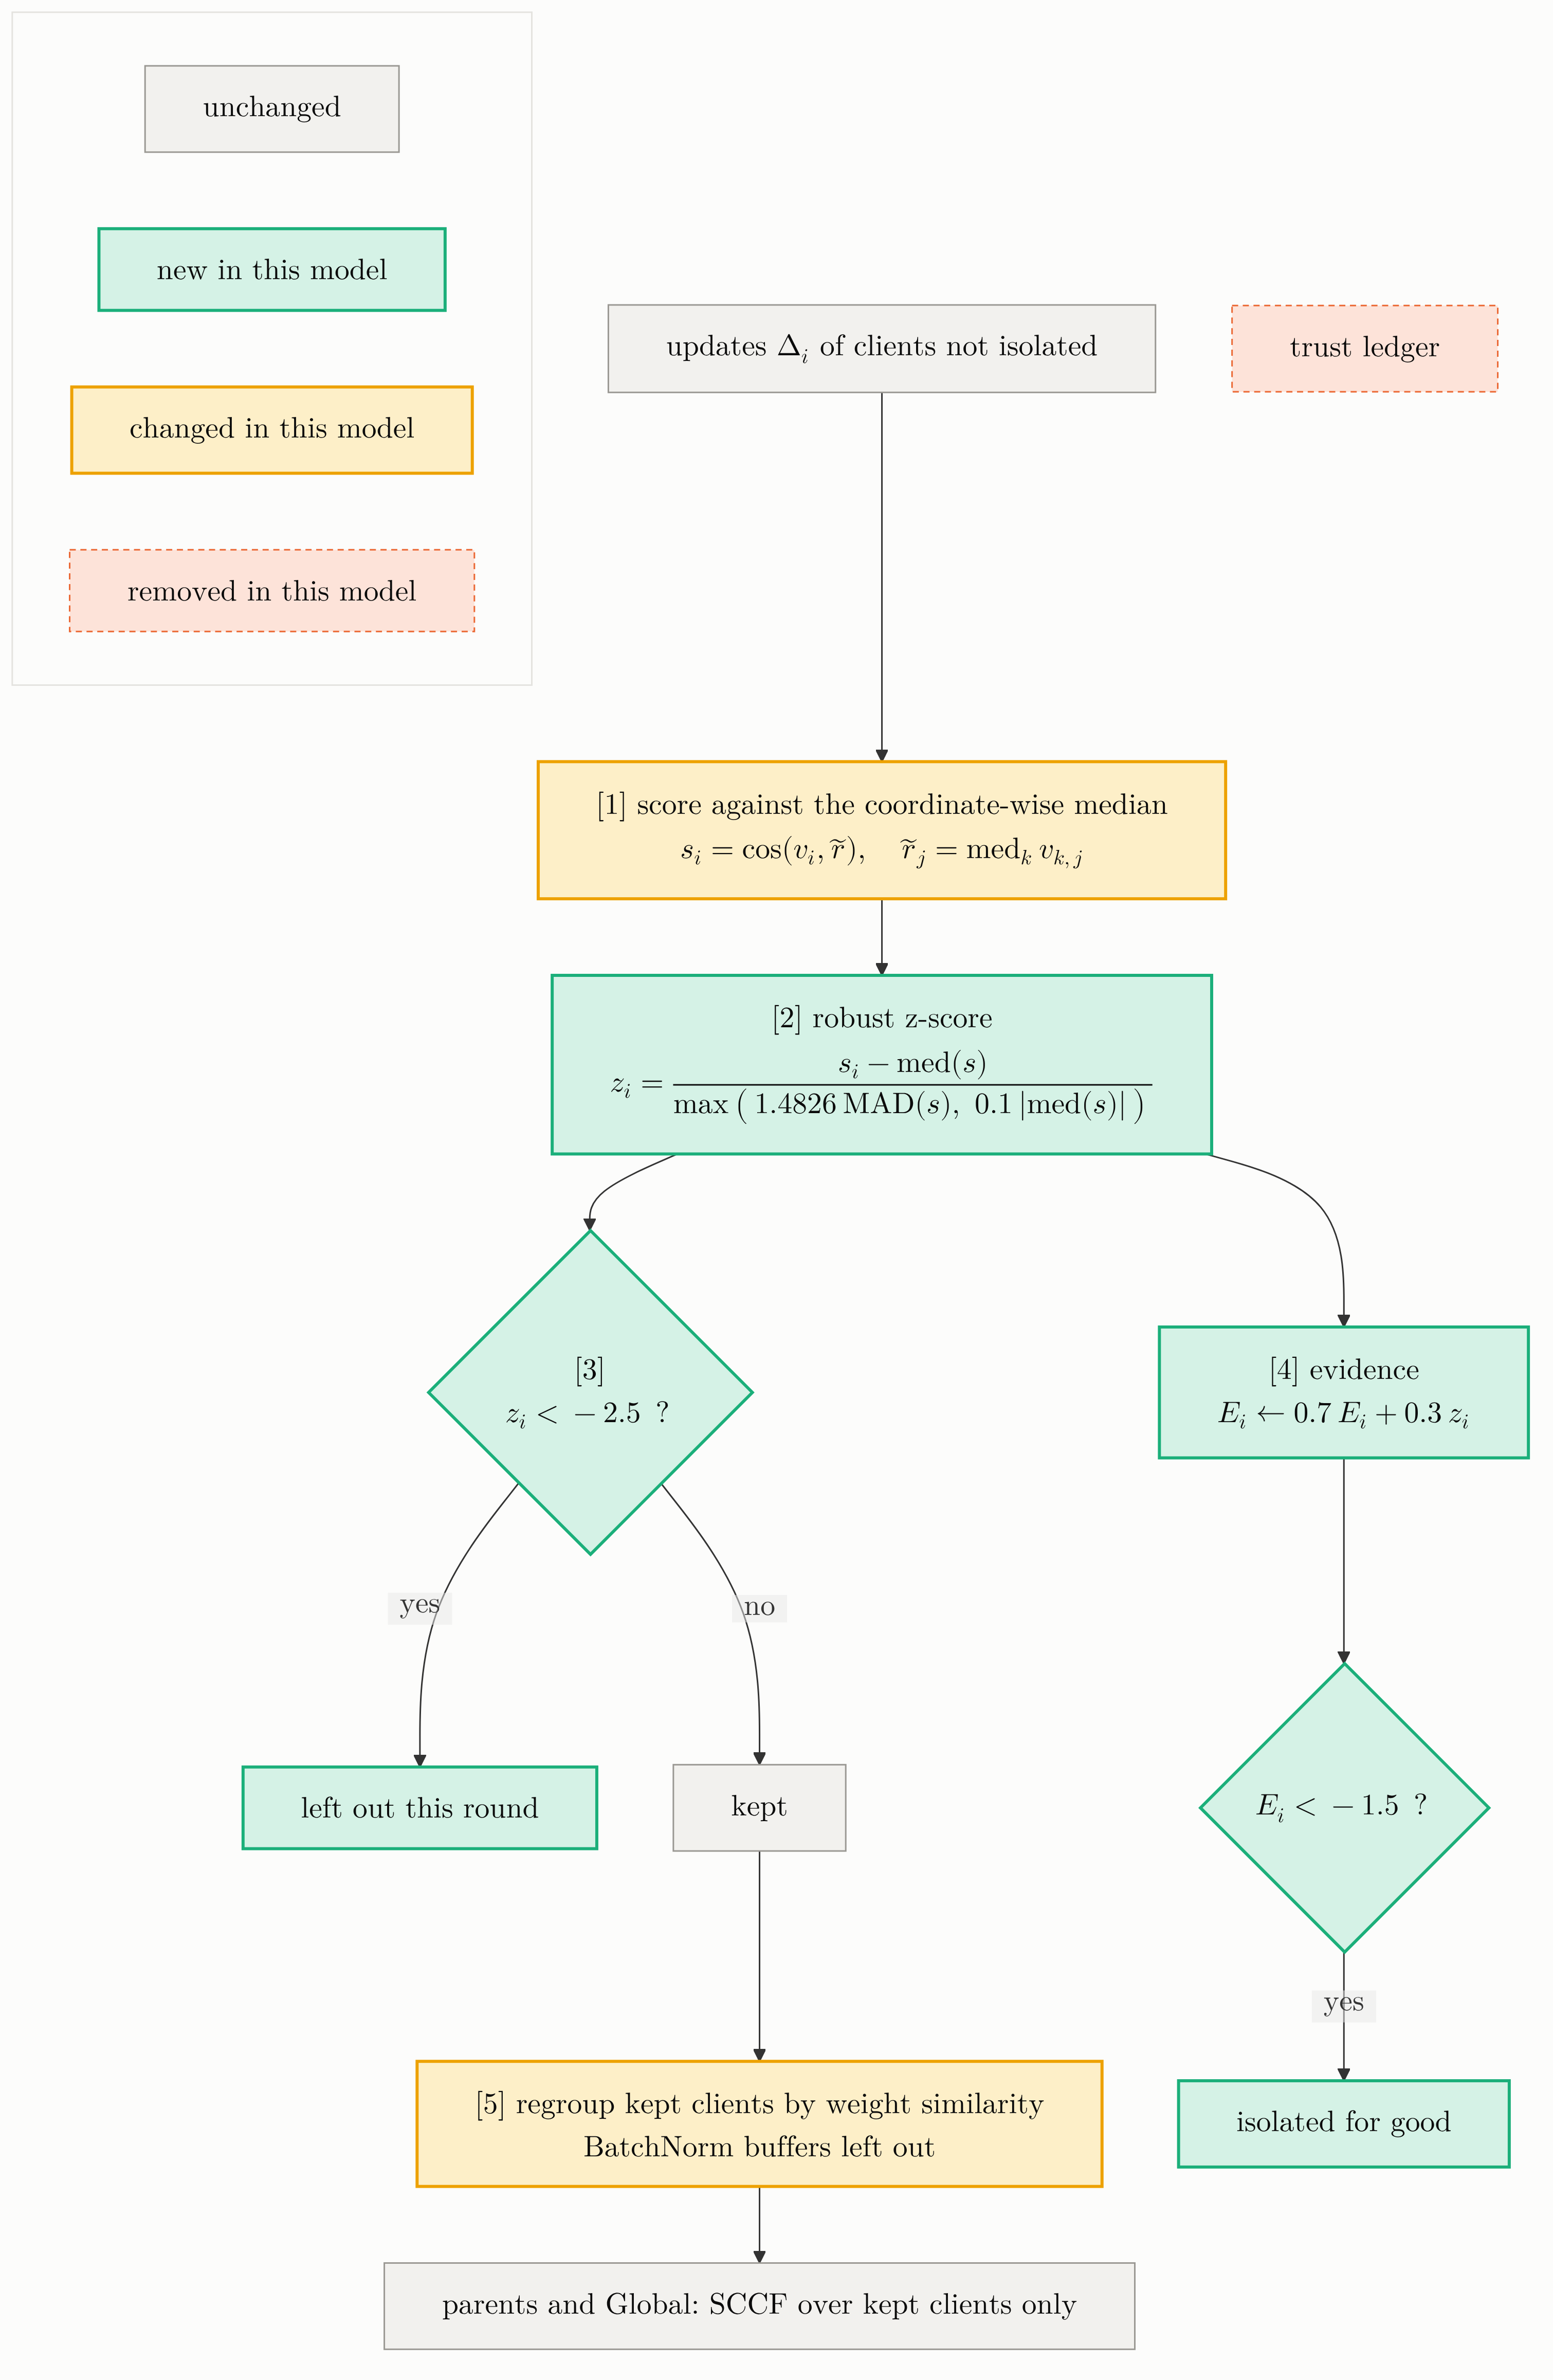 unchanged
new in this model
changed in this model
removed in this model
updates Δ_i of clients not isolated
trust ledger
[1] score against the coordinate-wise median
s_i = cos(v_i, r̃), r̃_j = med_k v_{k,j}
[2] robust z-score
z_i = (s_i − med(s)) / max( 1.4826 MAD(s), 0.1 |med(s)| )
[3]
z_i < −2.5 ?
[4] evidence
E_i ← 0.7 E_i + 0.3 z_i
yes
no
left out this round
kept
E_i < −1.5 ?
yes
[5] regroup kept clients by weight similarity
BatchNorm buffers left out
isolated for good
parents and Global: SCCF over kept clients only